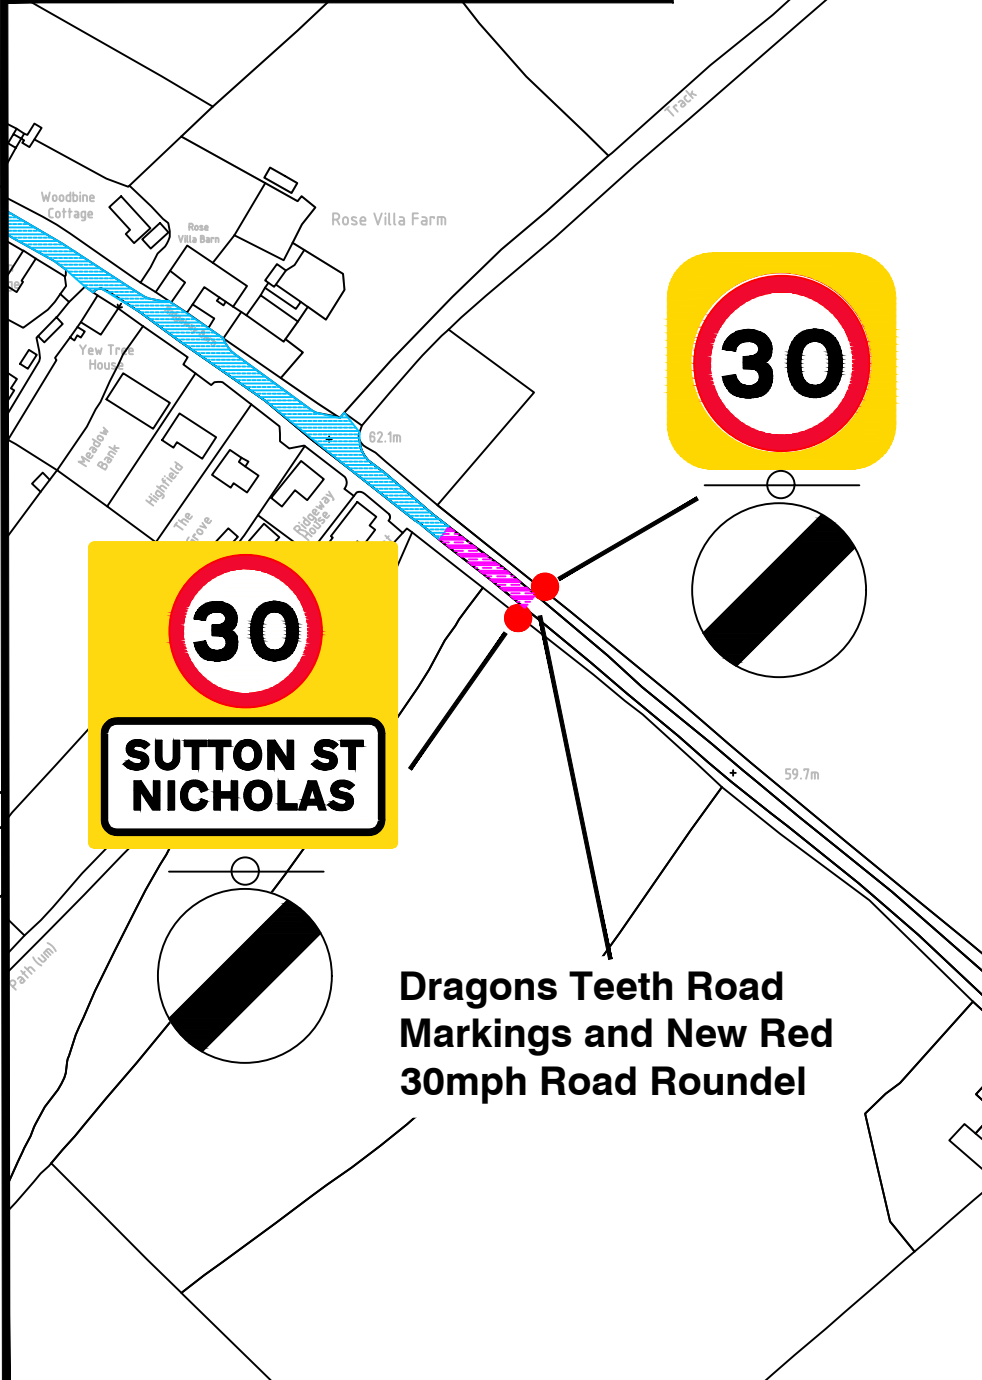 Track
Woodbine
Cottage
Rose
Villa Barn
Rose Villa Farm
Yew Tree
House
62.1m
Meadow
Bank
Highfield
The
Ridgeway
House
30
30
SUTTON ST
NICHOLAS
59.7m
Path (um)
Dragons Teeth Road
Markings and New Red
30mph Road Roundel